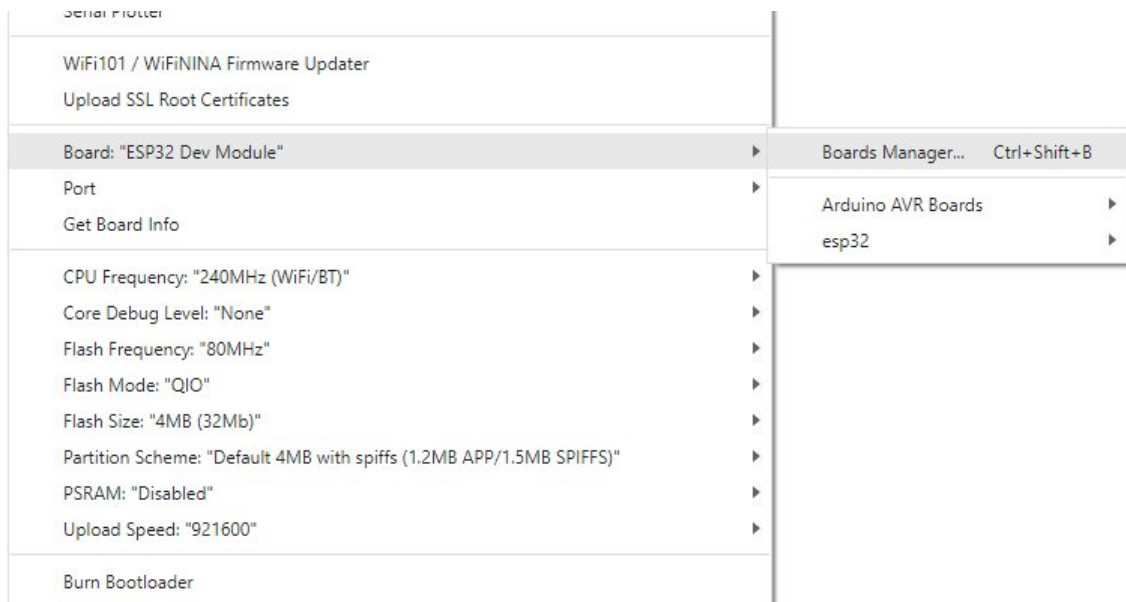 Serial Plotter
WiFi101 / WiFiNINA Firmware Updater
Upload SSL Root Certificates
Board: "ESP32 Dev Module"
Port
Get Board Info
CPU Frequency: "240MHz (WiFi/BT)"
Core Debug Level: "None"
Flash Frequency: "80MHz"
Flash Mode: "QIO"
Flash Size: "4MB (32Mb)"
Partition Scheme: "Default 4MB with spiffs (1.2MB APP/1.5MB SPIFFS)"
PSRAM: "Disabled"
Upload Speed: "921600"
Burn Bootloader
Boards Manager... Ctrl+Shift+B
Arduino AVR Boards
esp32